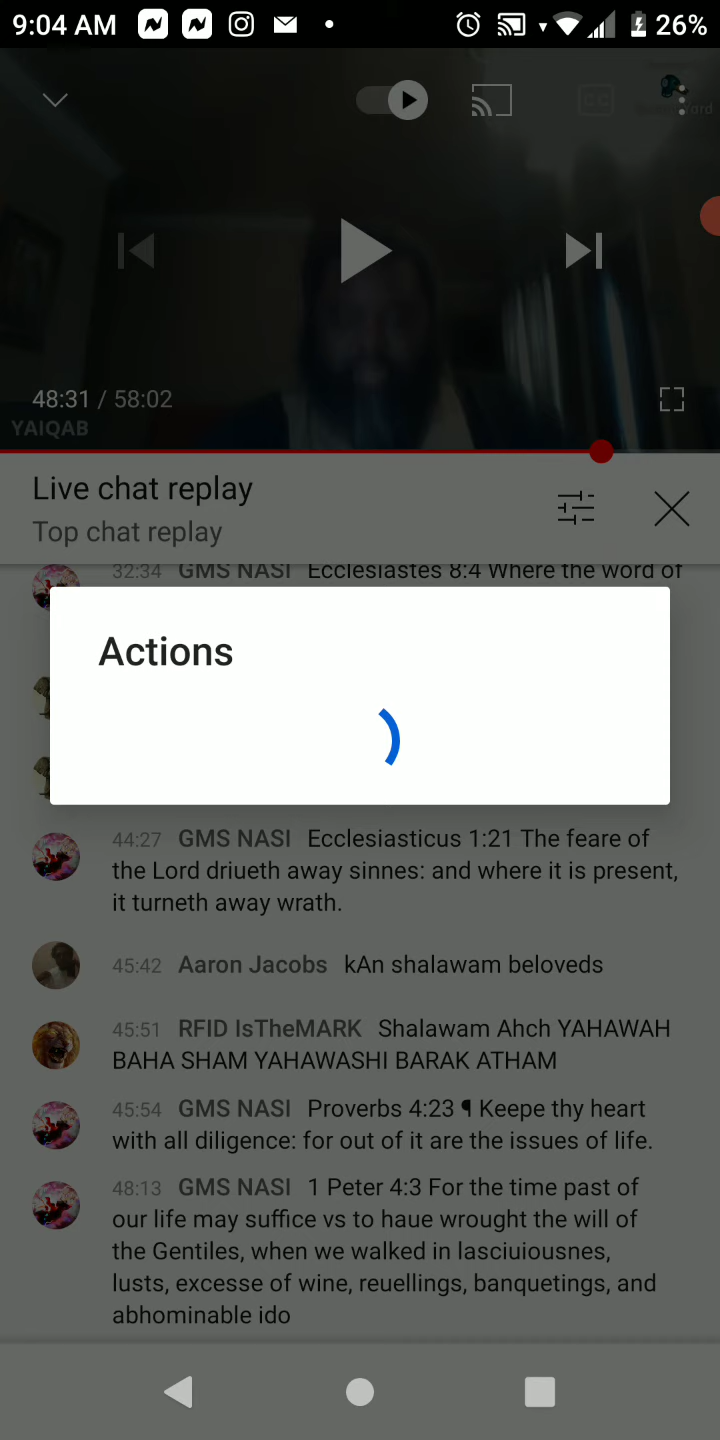 9:04 AM
26%
CC
48:31 / 58:02
YAIQAB
Live chat replay
Top chat replay
32:34 GMS NASI Ecclesiastes 8:4 Where the word of
Actions
44:27 GMS NASI Ecclesiasticus 1:21 The feare of
the Lord driueth away sinnes: and where it is present,
it turneth away wrath.
45:42 Aaron Jacobs kAn shalawam beloveds
45:51 RFID IsTheMARK Shalawam Ahch YAHAWAH
BAHA SHAM YAHAWASHI BARAK ATHAM
45:54 GMS NASI Proverbs 4:23 ¶ Keepe thy heart
with all diligence: for out of it are the issues of life.
48:13 GMS NASI 1 Peter 4:3 For the time past of
our life may suffice vs to haue wrought the will of
the Gentiles, when we walked in lasciuiousnes,
lusts, excesse of wine, reuellings, banquetings, and
abhominable ido